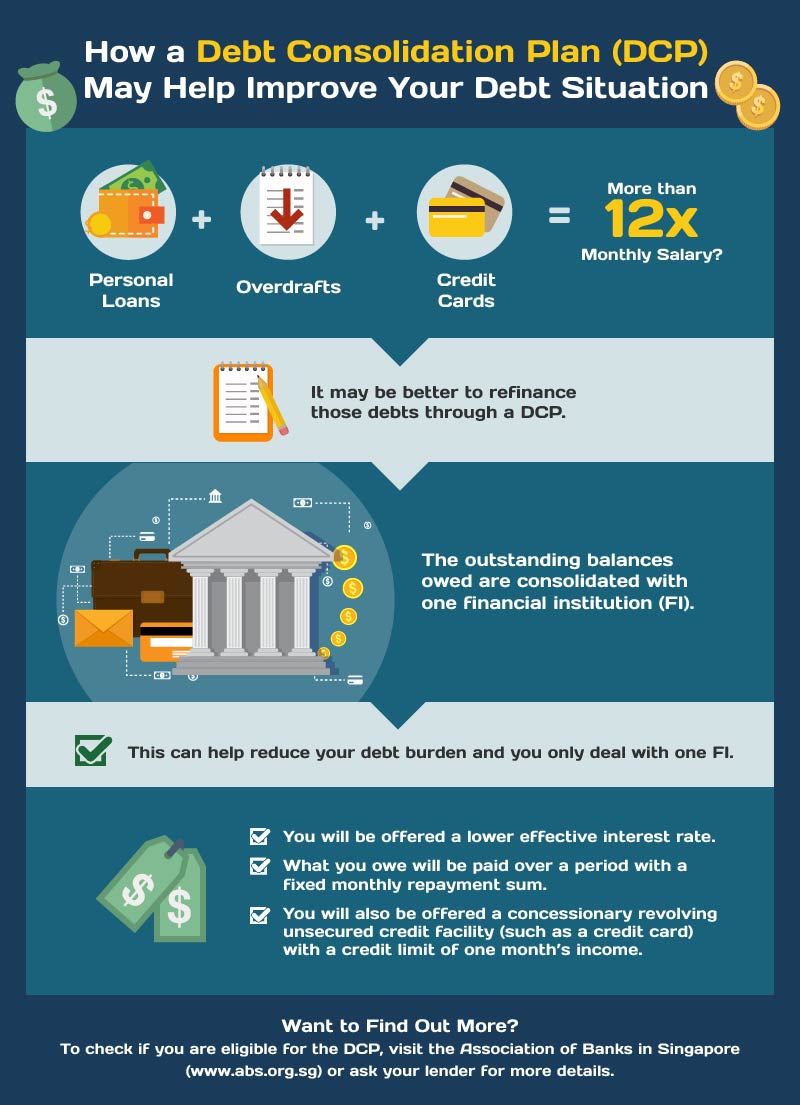 How a Debt Consolidation Plan (DCP)
May Help Improve Your Debt Situation
$
$
$
$
+
+
=
Personal
Loans
Overdrafts
Credit
Cards
More than
12x
Monthly Salary?
It may be better to refinance
those debts through a DCP.
The outstanding balances
owed are consolidated with
one financial institution (FI).
This can help reduce your debt burden and you only deal with one FI.
$
$
You will be offered a lower effective interest rate.
What you owe will be paid over a period with a
fixed monthly repayment sum.
You will also be offered a concessionary revolving
unsecured credit facility (such as a credit card)
with a credit limit of one month's income.
Want to Find Out More?
To check if you are eligible for the DCP, visit the Association of Banks in Singapore
(www.abs.org.sg) or ask your lender for more details.